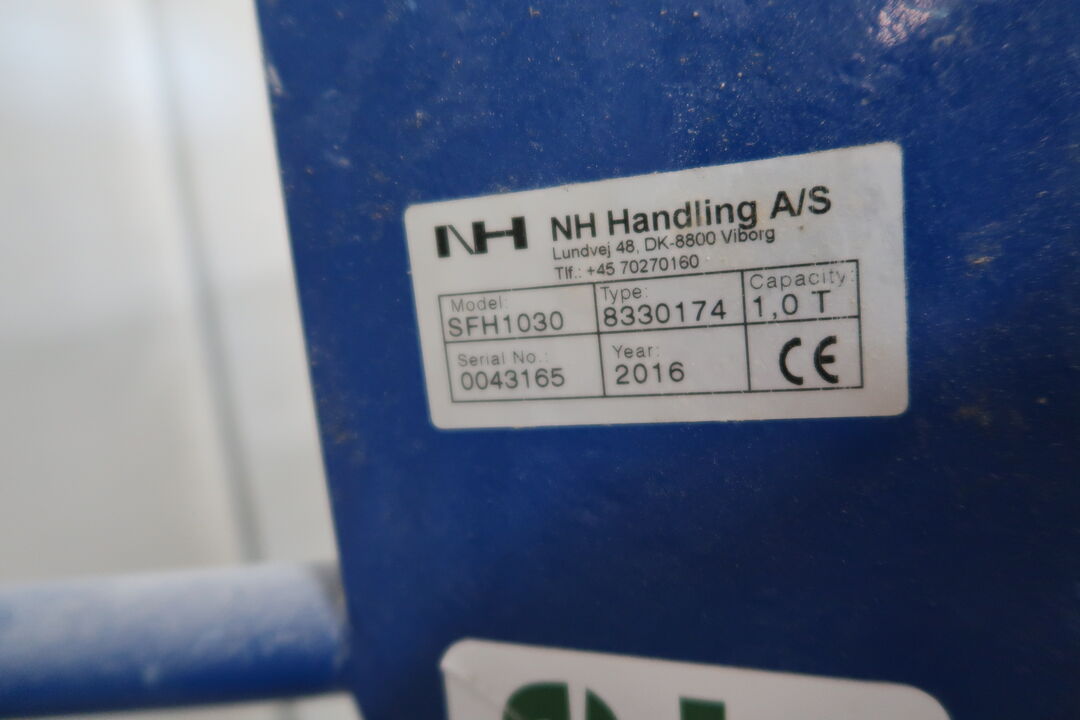 NH
NH Handling A/S
Lundvej 48, DK-8800 Viborg
Tlf.: +45 70270160
Model: Type: Capacity:
SFH1030 8330174 1,0 T
Serial No.: Year:
0043165 2016 CE